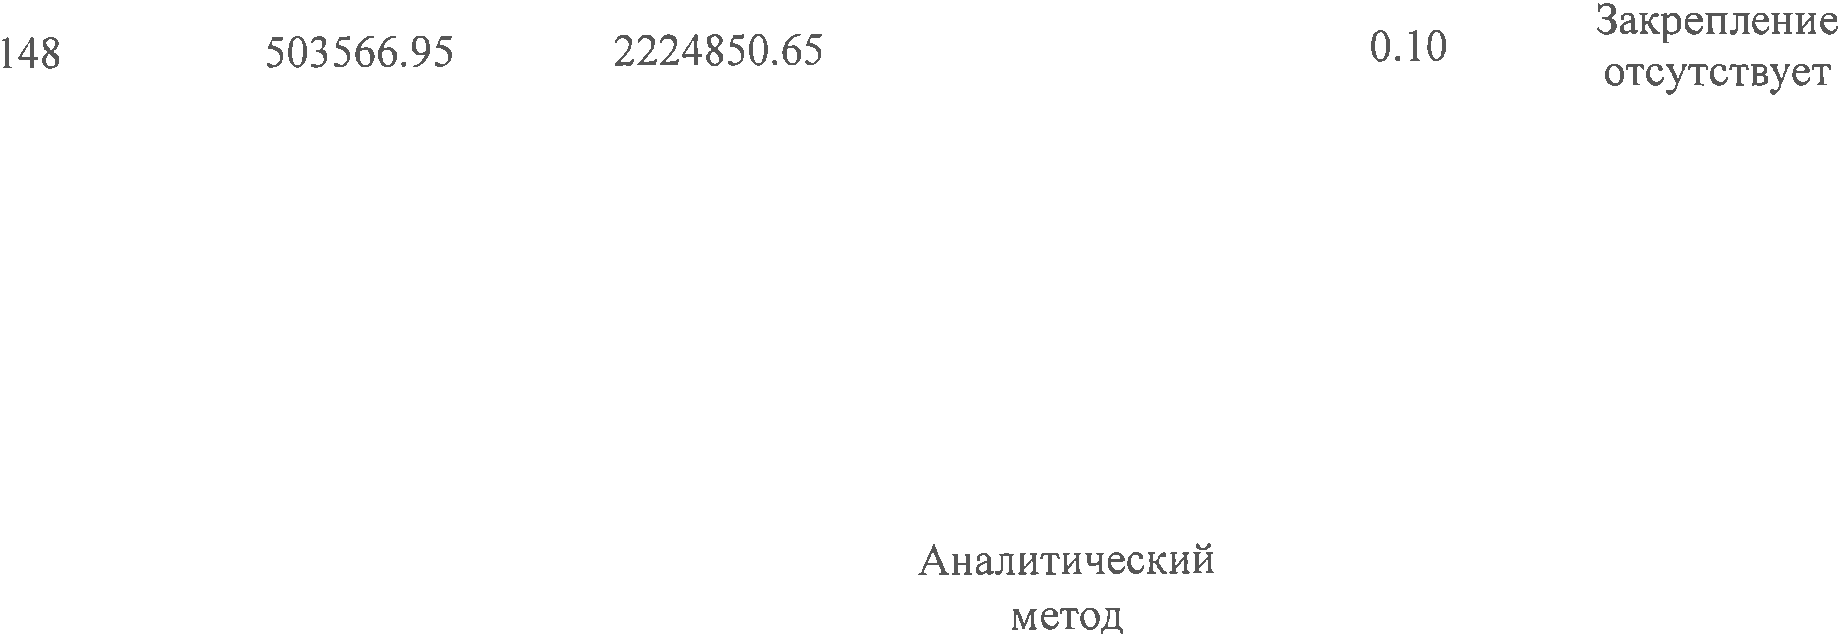 148 503566.95 2224850.65 0.10 Закрепление
отсутствует
Аналитический
метод